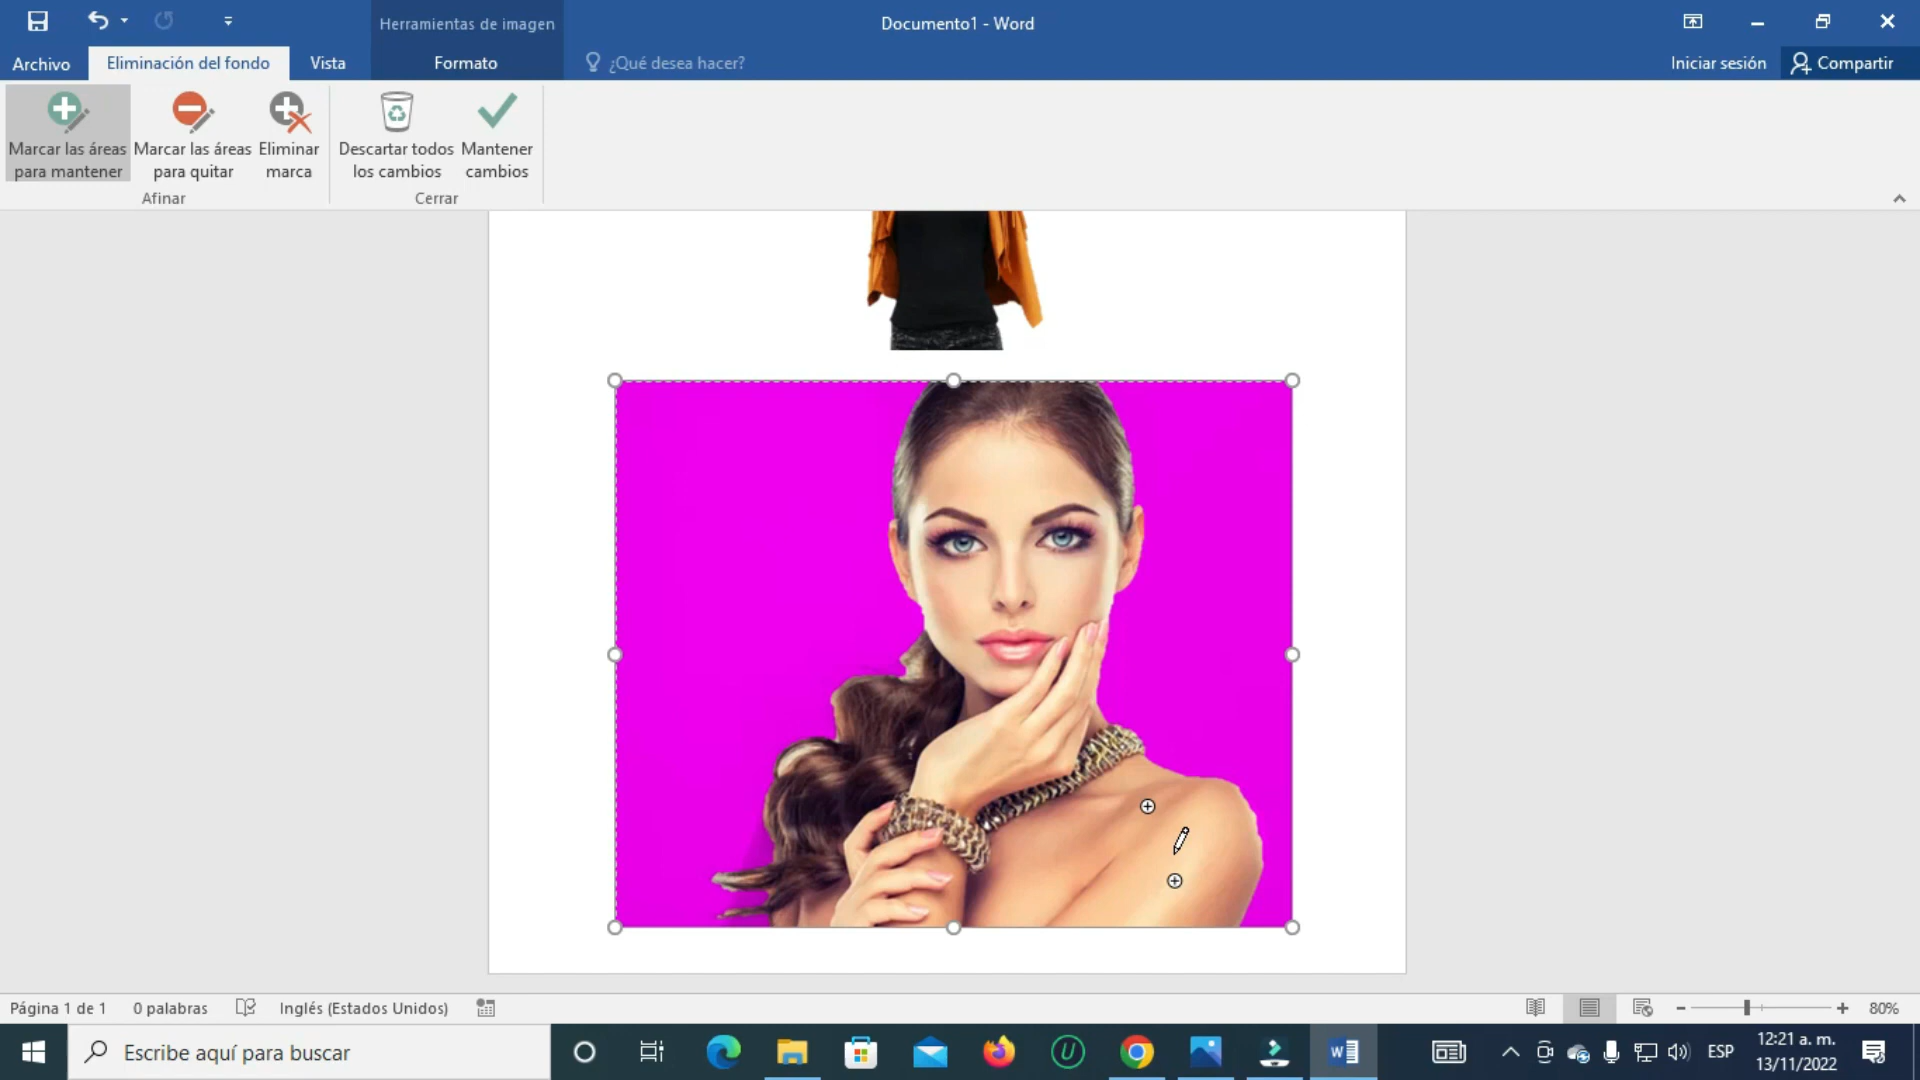 Herramientas de imagen
Documento1 - Word
Archivo
Eliminación del fondo
Vista
Formato
¿Qué desea hacer?
Iniciar sesión
Compartir
Marcar las áreas
para mantener
Marcar las áreas
para quitar
Eliminar
marca
Descartar todos
los cambios
Mantener
cambios
Afinar
Cerrar
Página 1 de 1
0 palabras
Inglés (Estados Unidos)
80%
Escribe aquí para buscar
ESP
12:21 a. m.
13/11/2022